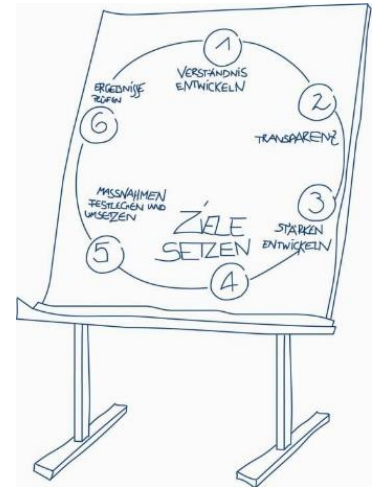 1
VERSTÄNDNIS
ENTWICKELN
2
TRANSPARENZ
3
STÄRKEN
ENTWICKELN
ZIELE
SETZEN
4
MASSNAHMEN
FESTLEGEN UND
UMSETZEN
5
ERGEBNISSE
PRÜFEN
6